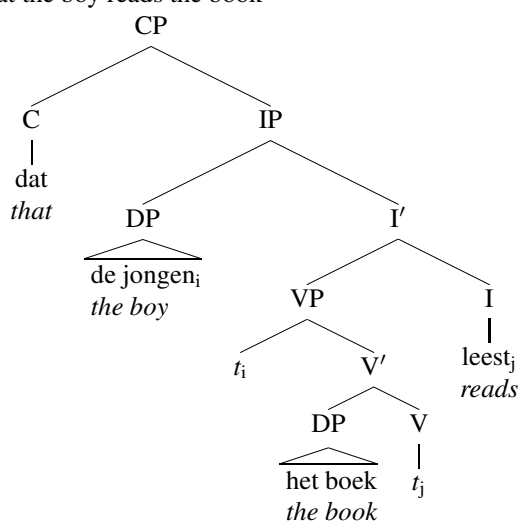 the boy reads the book
CP
C IP
dat
that
DP I′
de jongeni
the boy
VP I
leestj
reads
ti V′
DP V
het boek
the book
tj